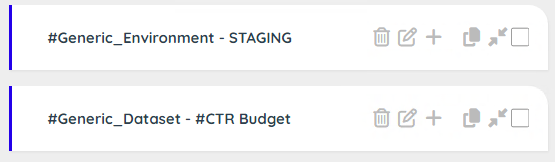 #Generic_Environment - STAGING
#Generic_Dataset - #CTR Budget